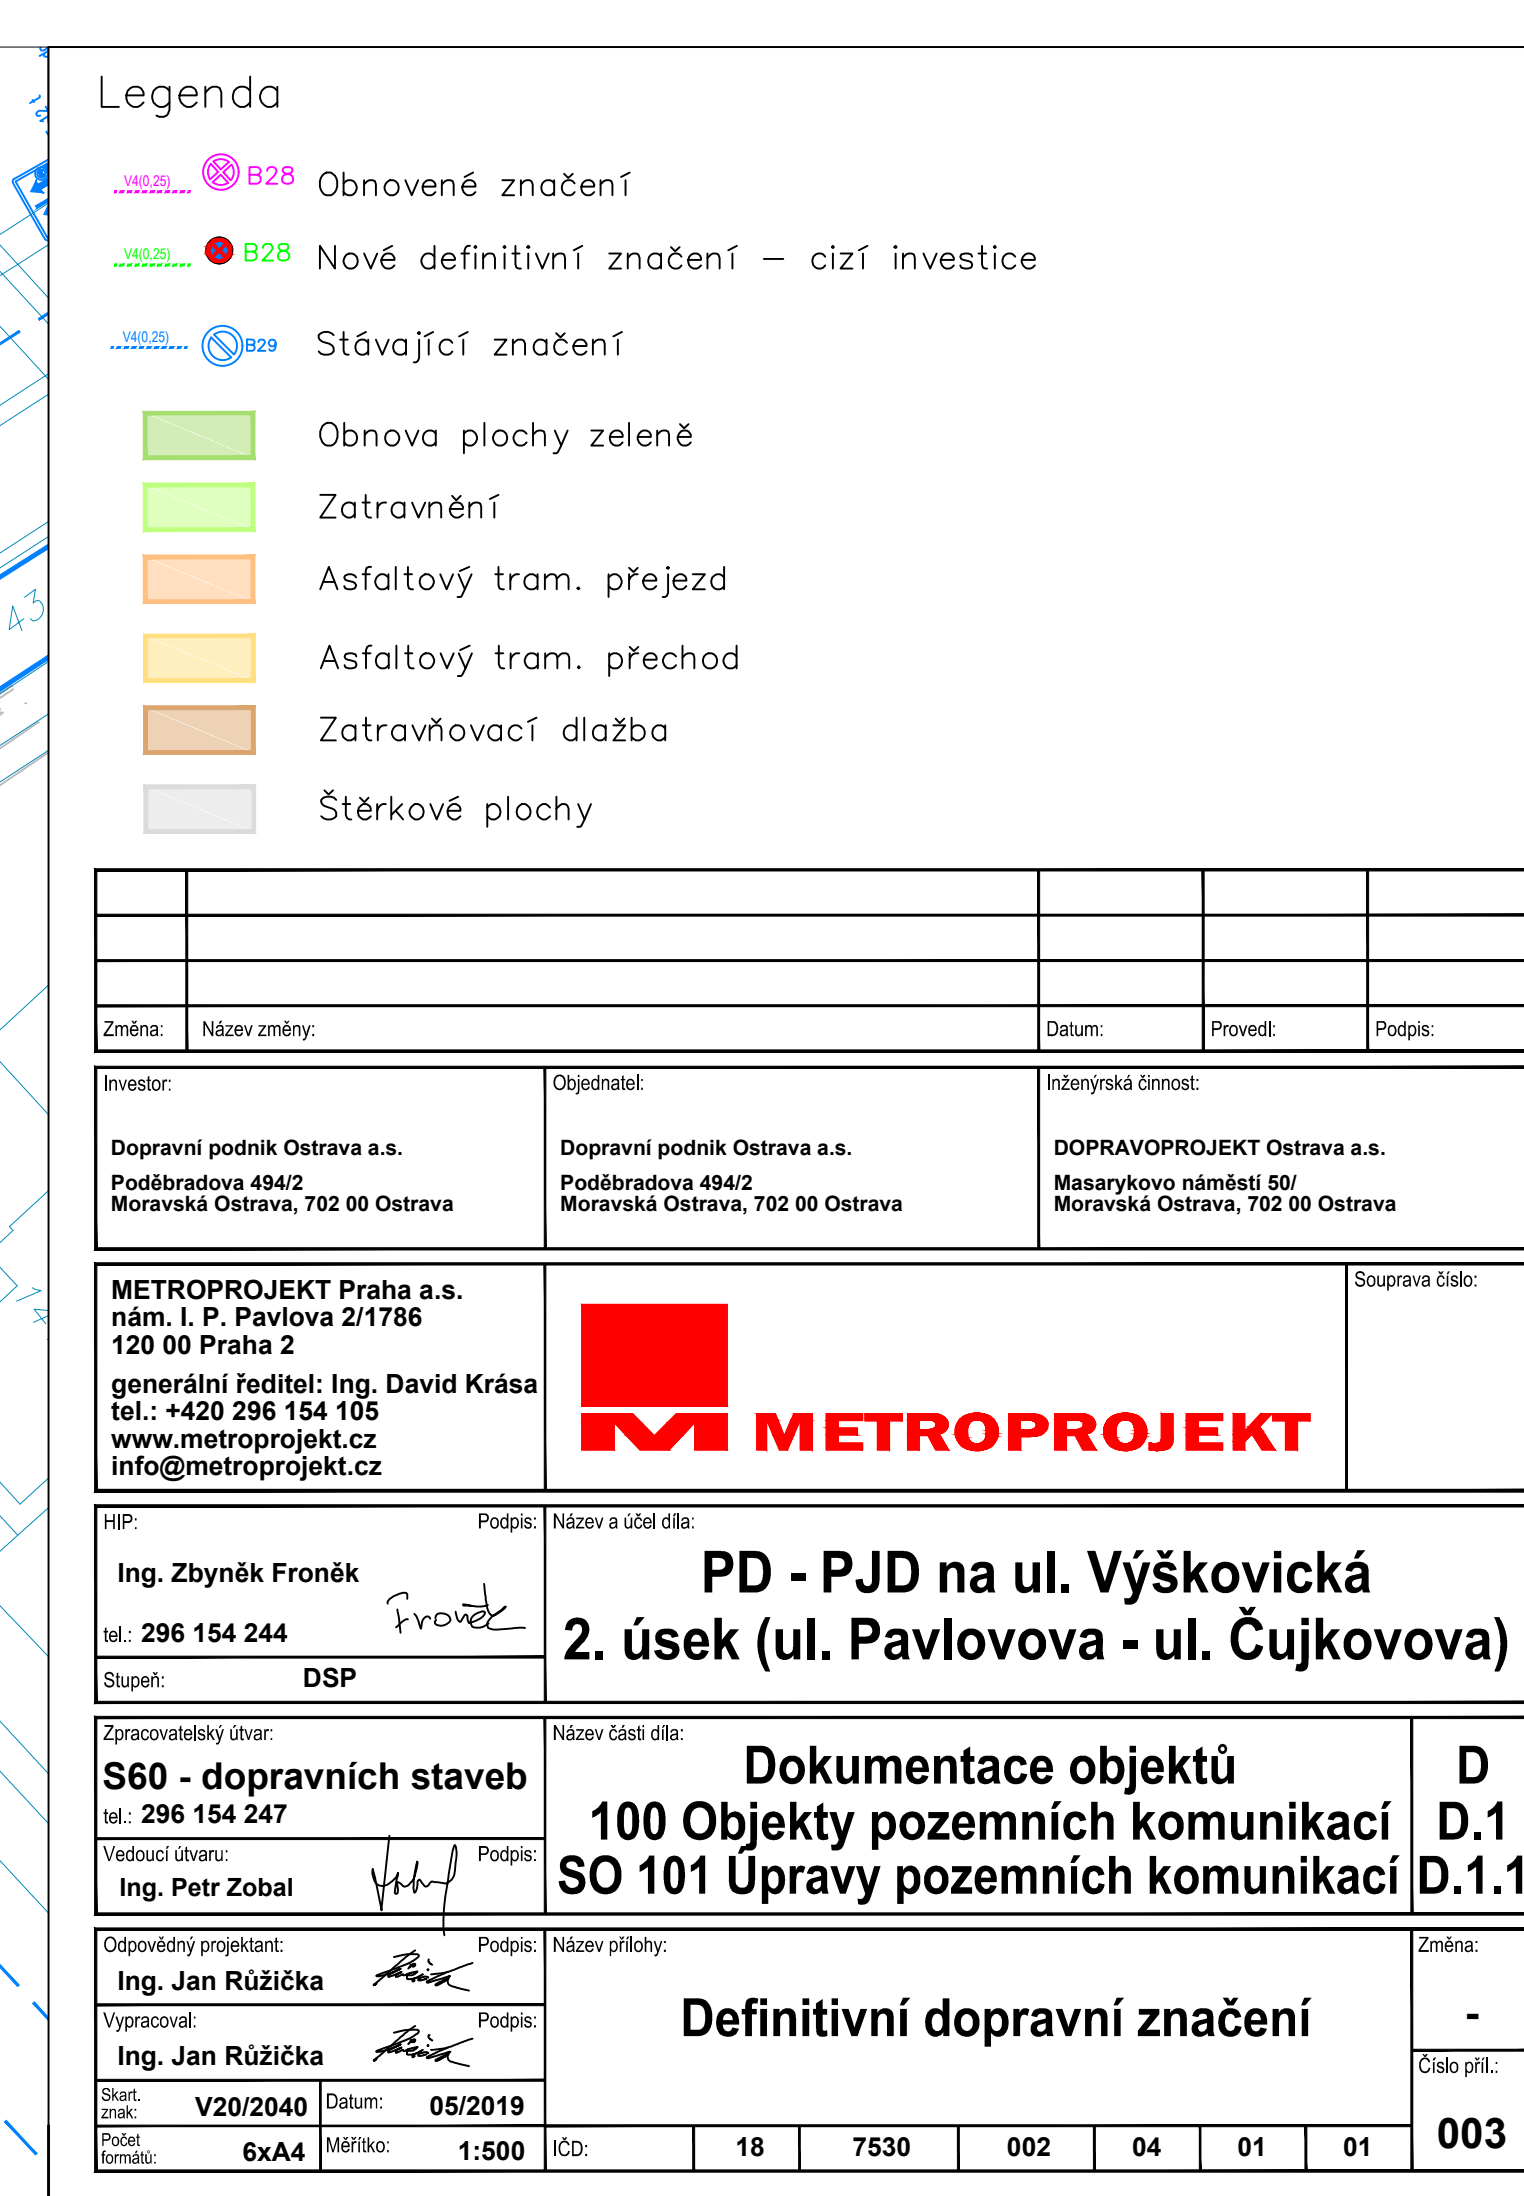 Legenda
V4(0,25) B28 Obnovené značení
V4(0,25) B28 Nové definitivní značení – cizí investice
V4(0,25) B29 Stávající značení
Obnova plochy zeleně
Zatravnění
Asfaltový tram. přejezd
43
Asfaltový tram. přechod
Zatravňovací dlažba
Štěrkové plochy
Změna: Název změny: Datum: Provedl: Podpis:
Investor:
Dopravní podnik Ostrava a.s.
Poděbradova 494/2
Moravská Ostrava, 702 00 Ostrava
Objednatel:
Dopravní podnik Ostrava a.s.
Poděbradova 494/2
Moravská Ostrava, 702 00 Ostrava
Inženýrská činnost:
DOPRAVOPROJEKT Ostrava a.s.
Masarykovo náměstí 50/
Moravská Ostrava, 702 00 Ostrava
METROPROJEKT Praha a.s.
nám. I. P. Pavlova 2/1786
120 00 Praha 2
generální ředitel: Ing. David Krása
tel.: +420 296 154 105
www.metroprojekt.cz
info@metroprojekt.cz
METROPROJEKT
Souprava číslo:
HIP: Podpis:
Ing. Zbyněk Froněk
Froněk
tel.: 296 154 244
Stupeň: DSP
Název a účel díla:
PD - PJD na ul. Výškovická
2. úsek (ul. Pavlovova - ul. Čujkovova)
Zpracovatelský útvar:
S60 - dopravních staveb
tel.: 296 154 247
Vedoucí útvaru: Podpis:
Ing. Petr Zobal
Název části díla:
Dokumentace objektů
100 Objekty pozemních komunikací
SO 101 Úpravy pozemních komunikací
D
D.1
D.1.1
Odpovědný projektant: Podpis:
Ing. Jan Růžička
Vypracoval: Podpis:
Ing. Jan Růžička
Skart. znak: V20/2040 Datum: 05/2019
Počet formátů: 6xA4 Měřítko: 1:500
Název přílohy:
Definitivní dopravní značení
IČD: 18 7530 002 04 01 01
Změna:
-
Číslo příl.:
003